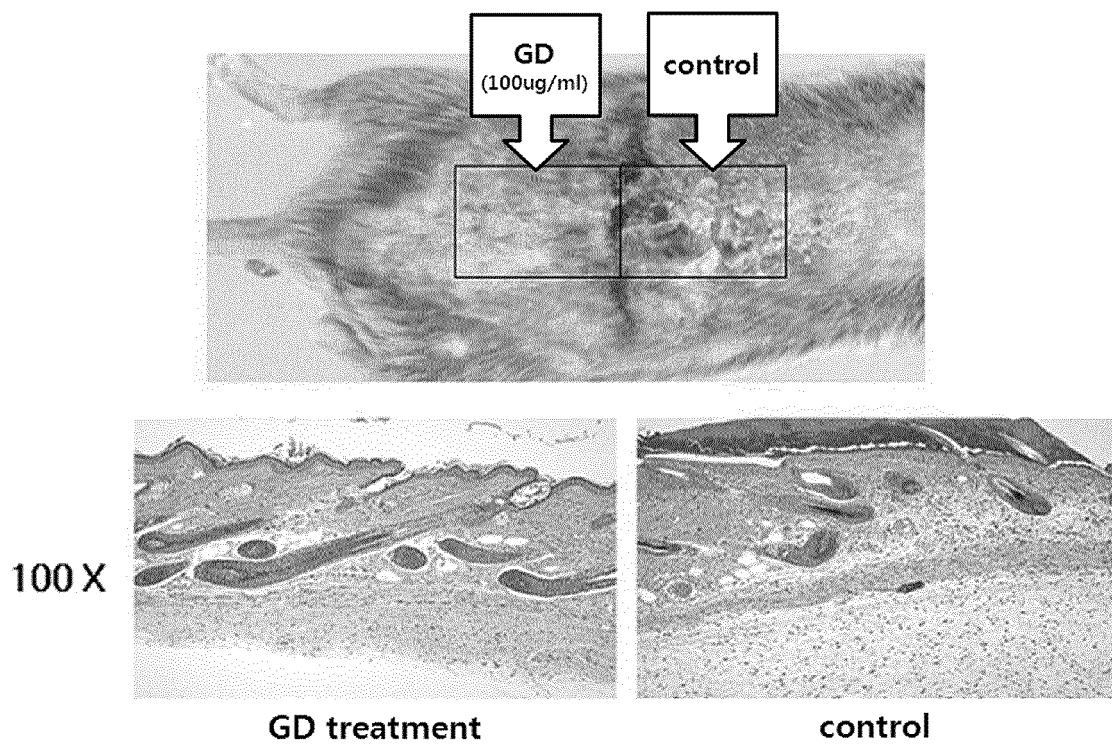 GD
(100ug/ml)
control
100 X
GD treatment
control